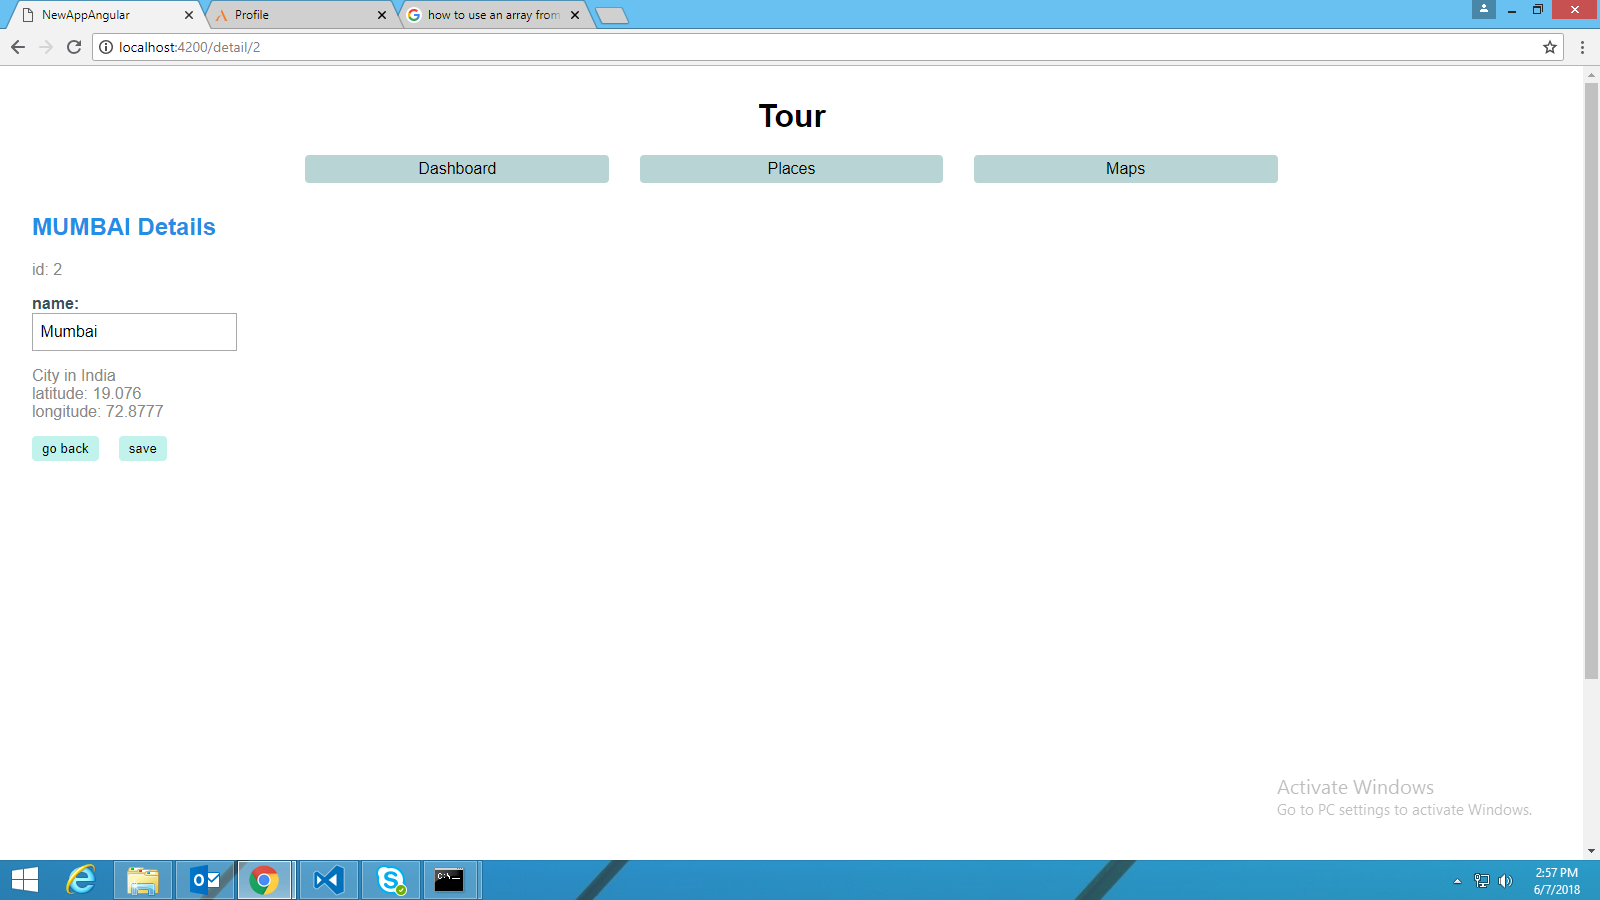 NewAppAngular
Profile
how to use an array from
localhost:4200/detail/2
Tour
Dashboard
Places
Maps
MUMBAI Details
id: 2
name:
Mumbai
City in India
latitude: 19.076
longitude: 72.8777
go back
save
Activate Windows
Go to PC settings to activate Windows.
2:57 PM
6/7/2018